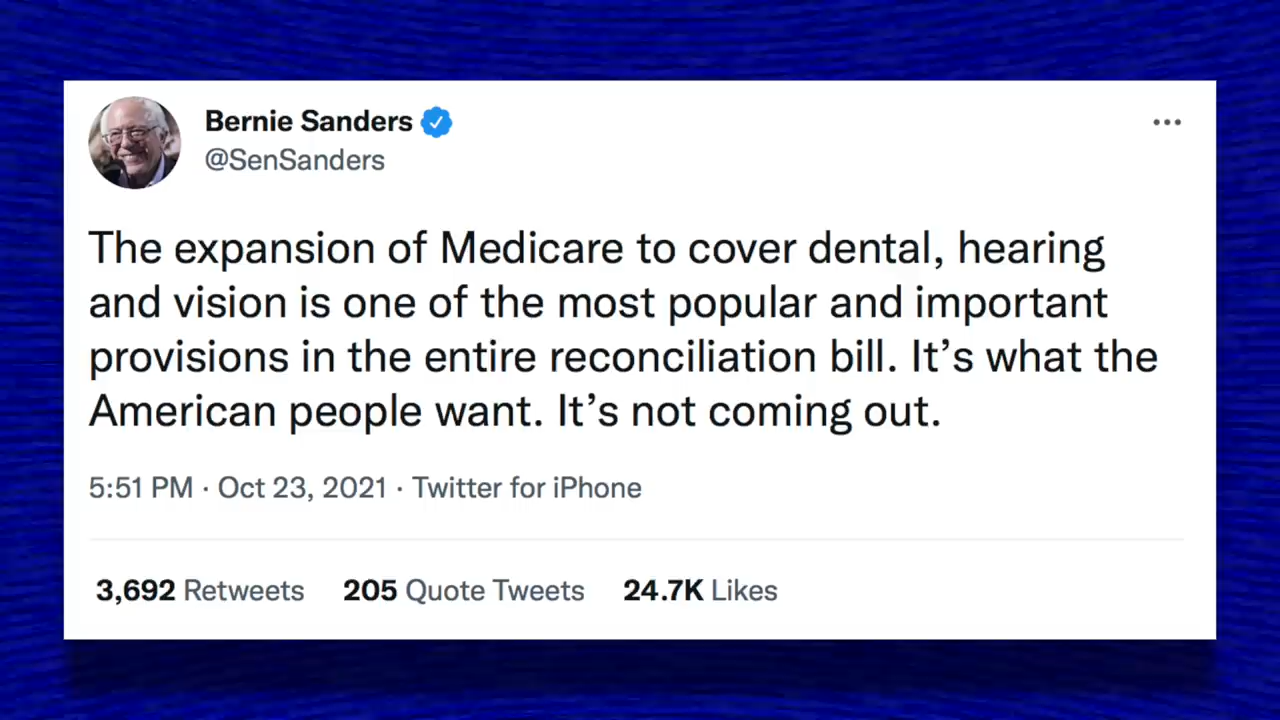 Bernie Sanders
@SenSanders
The expansion of Medicare to cover dental, hearing
and vision is one of the most popular and important
provisions in the entire reconciliation bill. It’s what the
American people want. It’s not coming out.
5:51 PM · Oct 23, 2021 · Twitter for iPhone
3,692 Retweets 205 Quote Tweets 24.7K Likes